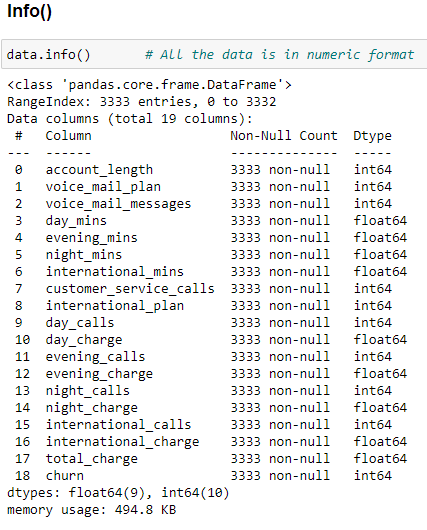 Info()
data.info()       # All the data is in numeric format
<class 'pandas.core.frame.DataFrame'>
RangeIndex: 3333 entries, 0 to 3332
Data columns (total 19 columns):
 #   Column                  Non-Null Count  Dtype
---  ------                  --------------  -----
 0   account_length          3333 non-null   int64
 1   voice_mail_plan         3333 non-null   int64
 2   voice_mail_messages     3333 non-null   int64
 3   day_mins                3333 non-null   float64
 4   evening_mins            3333 non-null   float64
 5   night_mins              3333 non-null   float64
 6   international_mins      3333 non-null   float64
 7   customer_service_calls  3333 non-null   int64
 8   international_plan      3333 non-null   int64
 9   day_calls               3333 non-null   int64
 10  day_charge              3333 non-null   float64
 11  evening_calls           3333 non-null   int64
 12  evening_charge          3333 non-null   float64
 13  night_calls             3333 non-null   int64
 14  night_charge            3333 non-null   float64
 15  international_calls     3333 non-null   int64
 16  international_charge    3333 non-null   float64
 17  total_charge            3333 non-null   float64
 18  churn                   3333 non-null   int64
dtypes: float64(9), int64(10)
memory usage: 494.8 KB